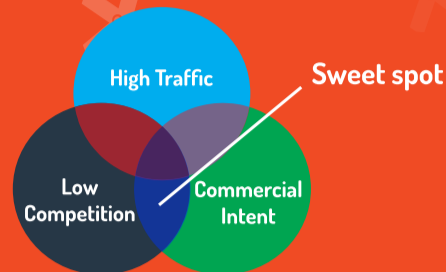 High Traffic
Sweet spot
Low
Competition
Commercial
Intent